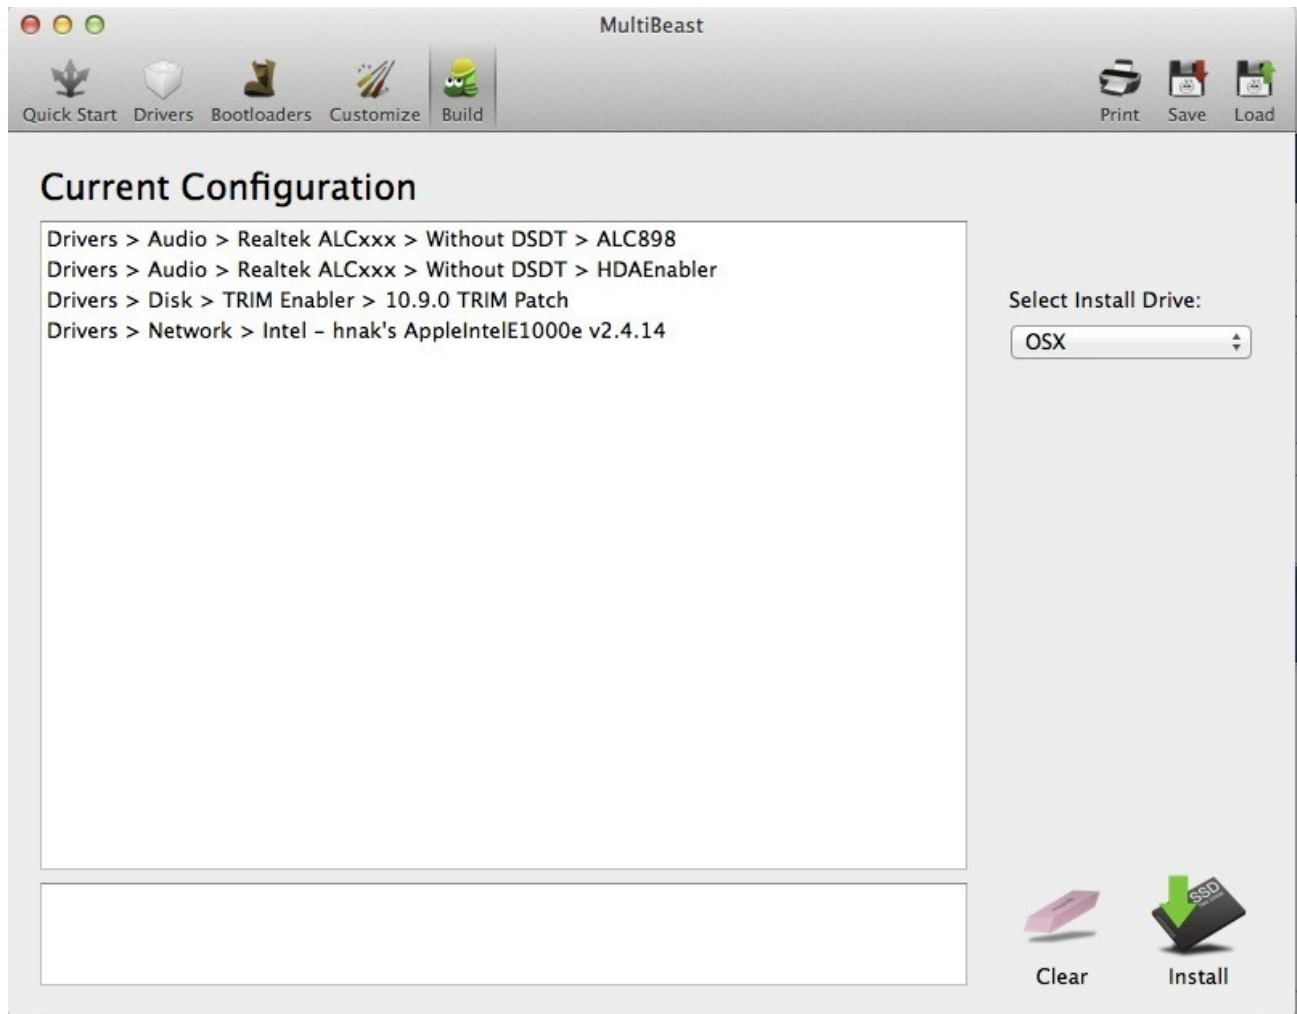 MultiBeast
Quick Start Drivers Bootloaders Customize Build Print Save Load
Current Configuration
Drivers > Audio > Realtek ALCxxx > Without DSDT > ALC898
Drivers > Audio > Realtek ALCxxx > Without DSDT > HDAEnabler
Drivers > Disk > TRIM Enabler > 10.9.0 TRIM Patch
Drivers > Network > Intel – hnak's AppleIntelE1000e v2.4.14
Select Install Drive:
OSX
SSD
Clear Install